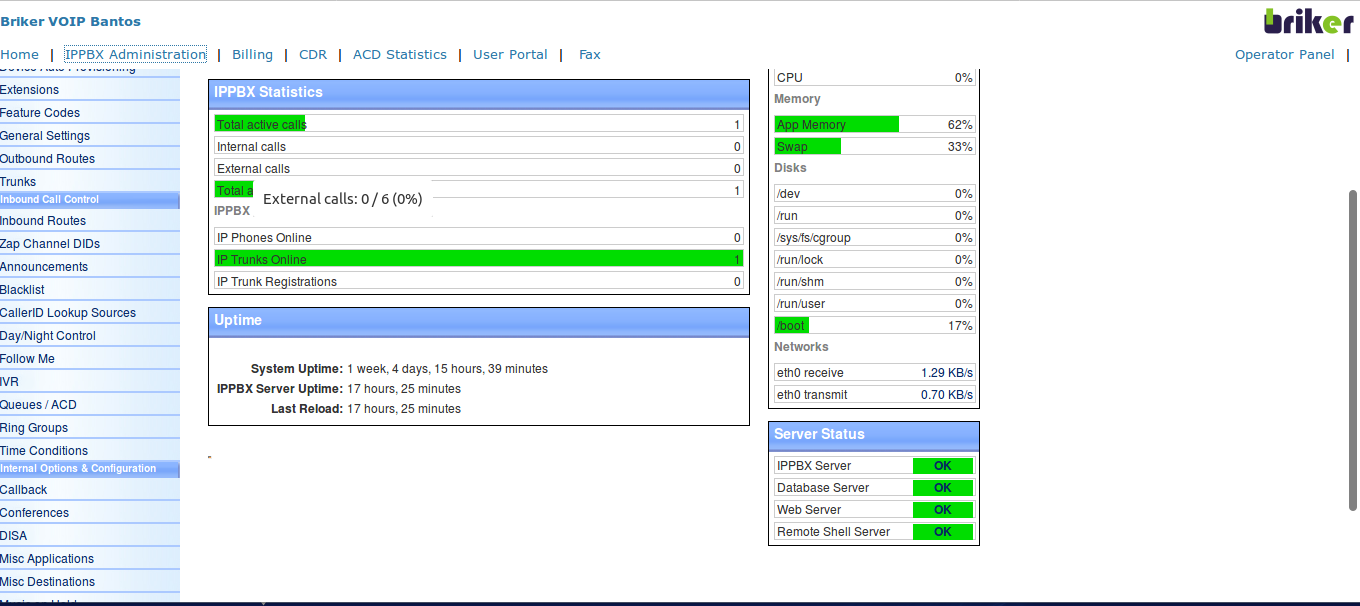 Briker VOIP Bantos
briker
Home | IPPBX Administration | Billing | CDR | ACD Statistics | User Portal | Fax
Operator Panel |
Device Auto Provisioning
Extensions
Feature Codes
General Settings
Outbound Routes
Trunks
Inbound Call Control
Inbound Routes
Zap Channel DIDs
Announcements
Blacklist
CallerID Lookup Sources
Day/Night Control
Follow Me
IVR
Queues / ACD
Ring Groups
Time Conditions
Internal Options & Configuration
Callback
Conferences
DISA
Misc Applications
Misc Destinations
IPPBX Statistics
Total active calls 1
Internal calls 0
External calls 0
Total a 1
External calls: 0 / 6 (0%)
IPPBX
IP Phones Online 0
IP Trunks Online 1
IP Trunk Registrations 0
Uptime
System Uptime: 1 week, 4 days, 15 hours, 39 minutes
IPPBX Server Uptime: 17 hours, 25 minutes
Last Reload: 17 hours, 25 minutes
"
CPU 0%
Memory
App Memory 62%
Swap 33%
Disks
/dev 0%
/run 0%
/sys/fs/cgroup 0%
/run/lock 0%
/run/shm 0%
/run/user 0%
/boot 17%
Networks
eth0 receive 1.29 KB/s
eth0 transmit 0.70 KB/s
Server Status
IPPBX Server OK
Database Server OK
Web Server OK
Remote Shell Server OK